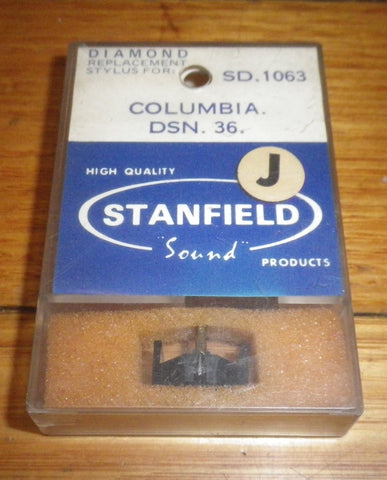 DIAMOND
REPLACEMENT
STYLUS FOR:
SD.1063
COLUMBIA.
DSN. 36.
J
HIGH QUALITY
STANFIELD
"Sound"
PRODUCTS